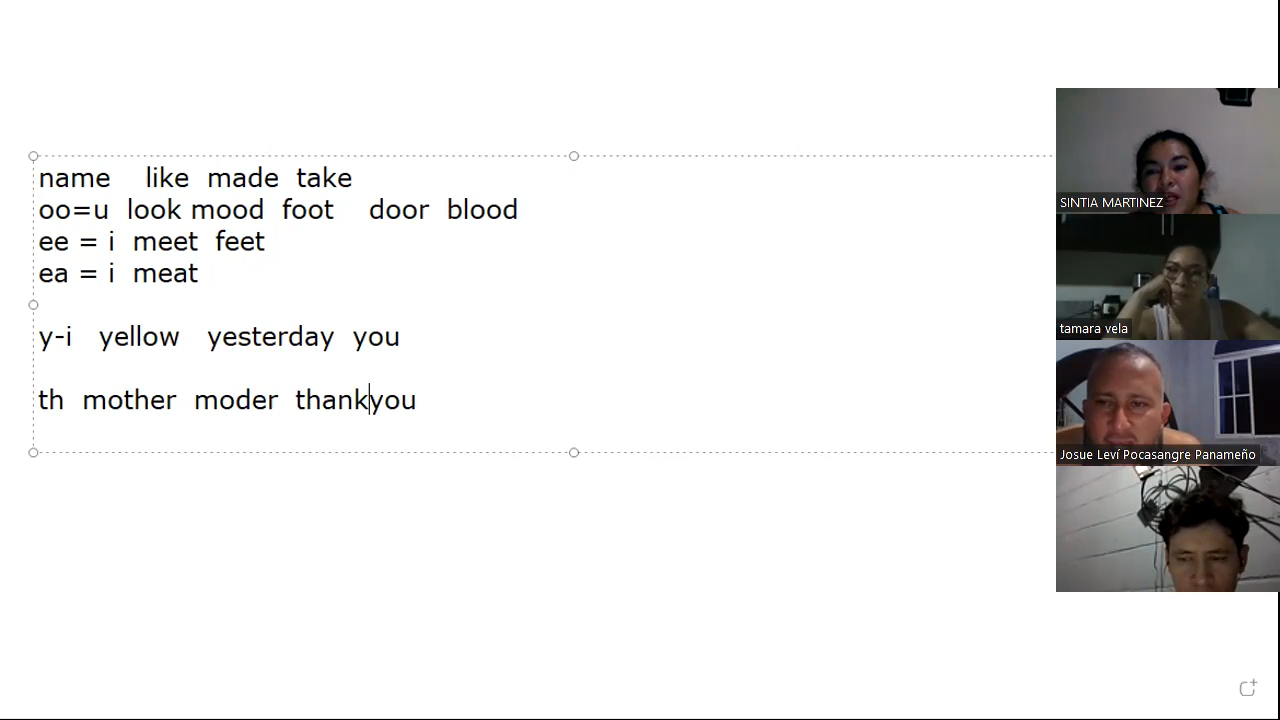 name like made take
oo=u look mood foot door blood
ee = i meet feet
ea = i meat
y-i yellow yesterday you
th mother moder thankyou
SINTIA MARTINEZ
tamara vela
Josue Leví Pocasangre Panameño